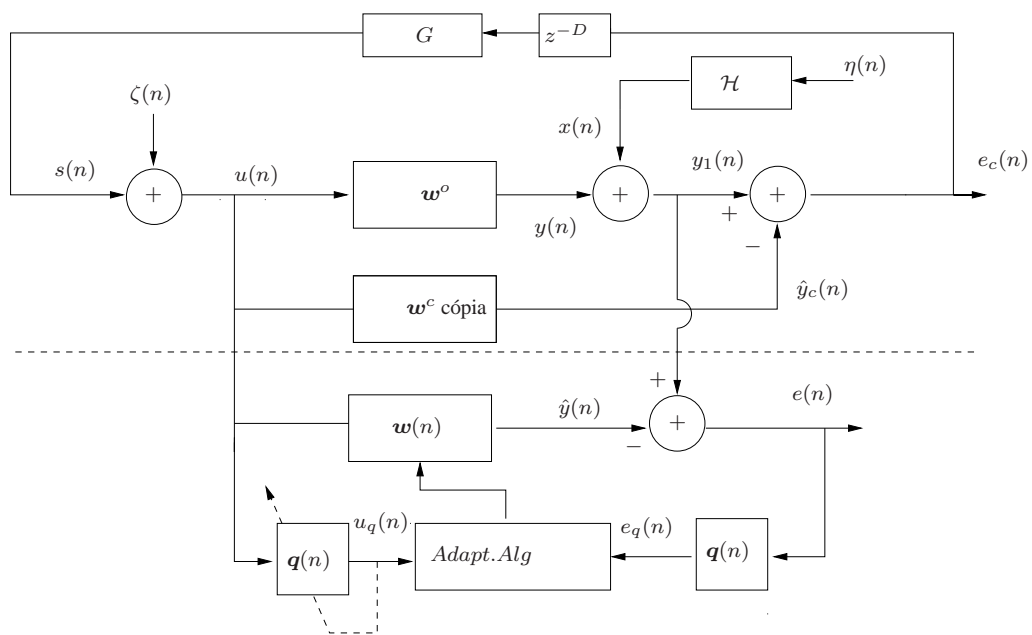 G
z^{-D}
η(n)
ℋ
ζ(n)
x(n)
s(n)
u(n)
y_1(n)
e_c(n)
+
w^o
+
+
+
y(n)
−
w^c cópia
ŷ_c(n)
+
e(n)
w(n)
ŷ(n)
+
−
u_q(n)
e_q(n)
q(n)
Adapt.Alg
q(n)